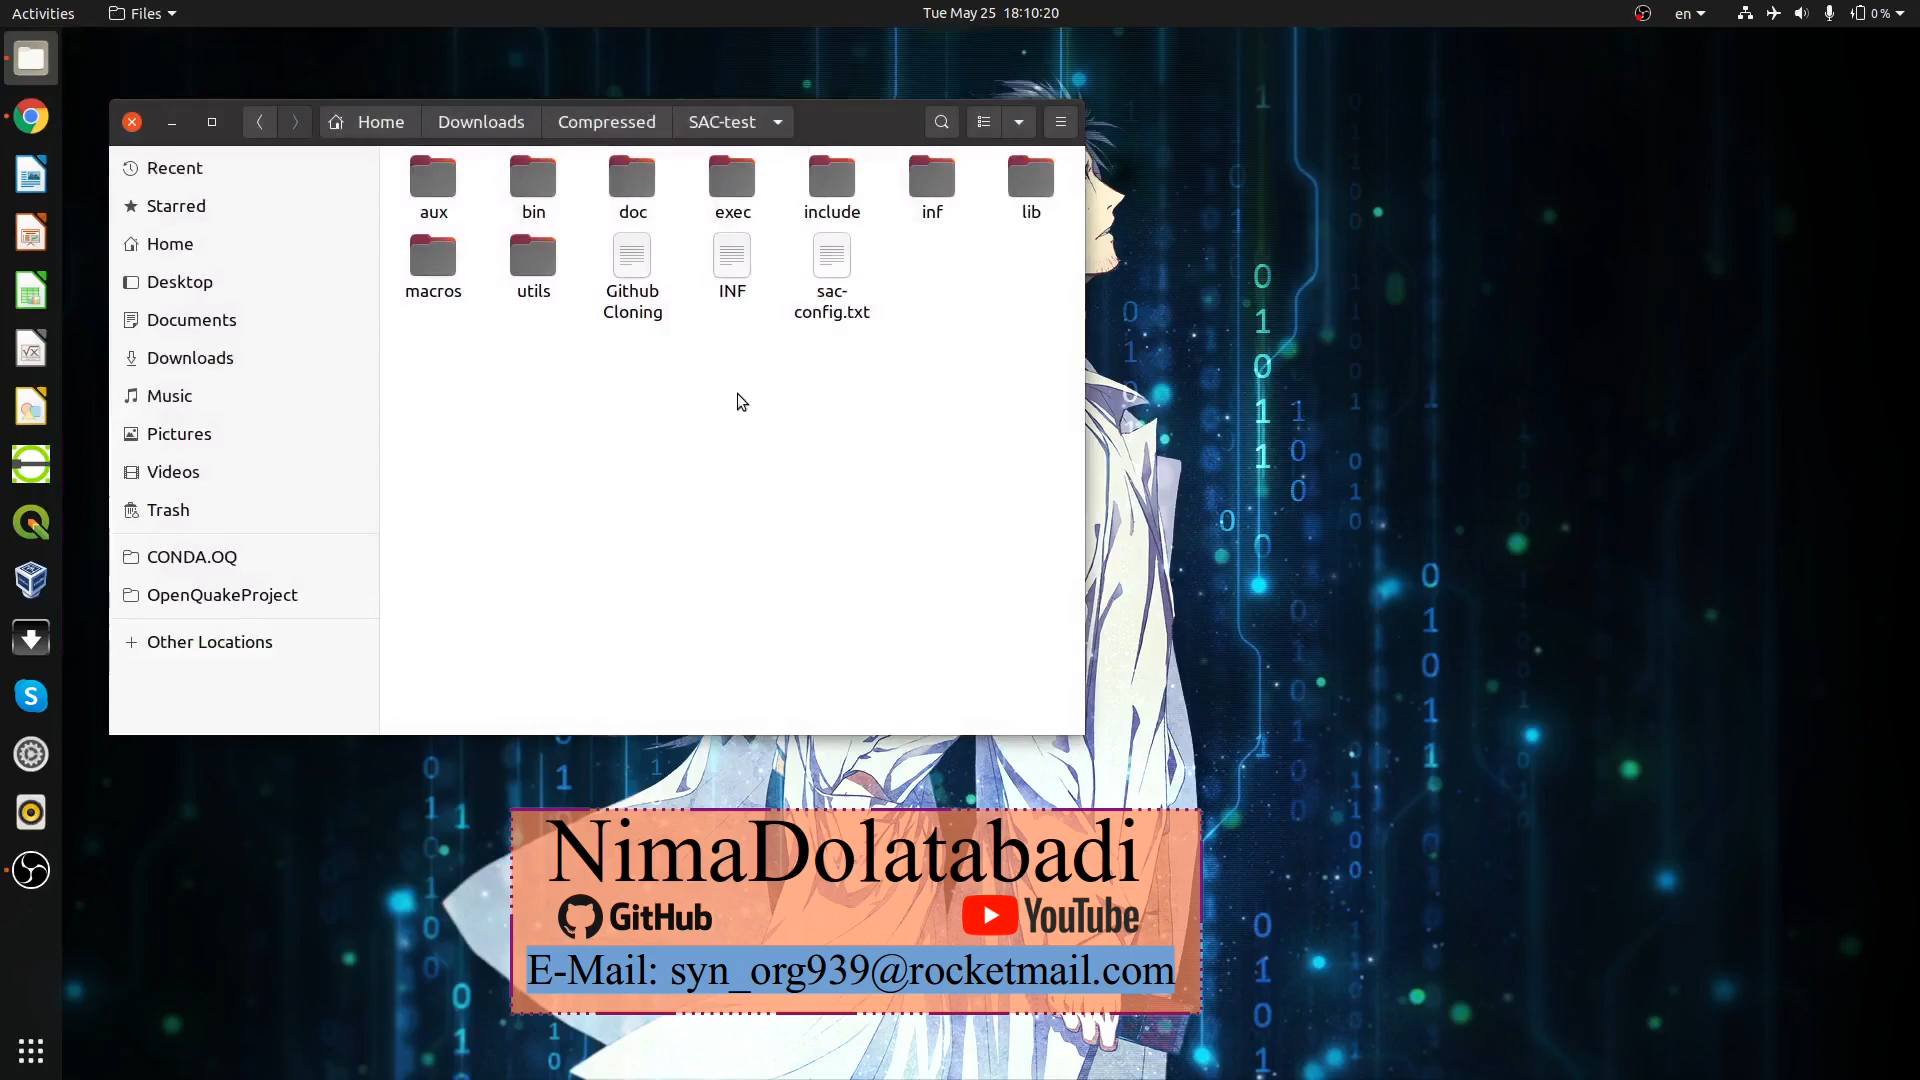 Activities
Files
Tue May 25 18:10:20
en
0 %
Home
Downloads
Compressed
SAC-test
Recent
Starred
Home
Desktop
Documents
Downloads
Music
Pictures
Videos
Trash
CONDA.OQ
OpenQuakeProject
+ Other Locations
aux
bin
doc
exec
include
inf
lib
macros
utils
Github
Cloning
INF
sac-
config.txt
NimaDolatabadi
GitHub
YouTube
E-Mail: syn_org939@rocketmail.com